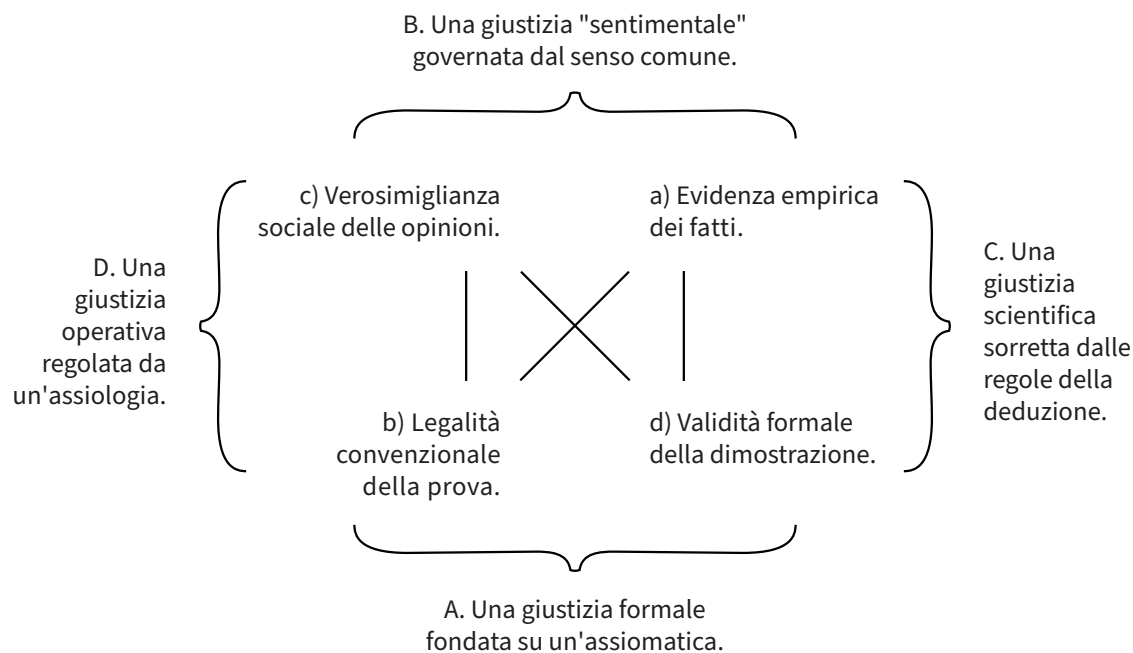 B. Una giustizia "sentimentale"
governata dal senso comune.
c) Verosimiglianza
sociale delle opinioni.
a) Evidenza empirica
dei fatti.
D. Una
giustizia
operativa
regolata da
un'assiologia.
C. Una
giustizia
scientifica
sorretta dalle
regole della
deduzione.
b) Legalità
convenzionale
della prova.
d) Validità formale
della dimostrazione.
A. Una giustizia formale
fondata su un'assiomatica.